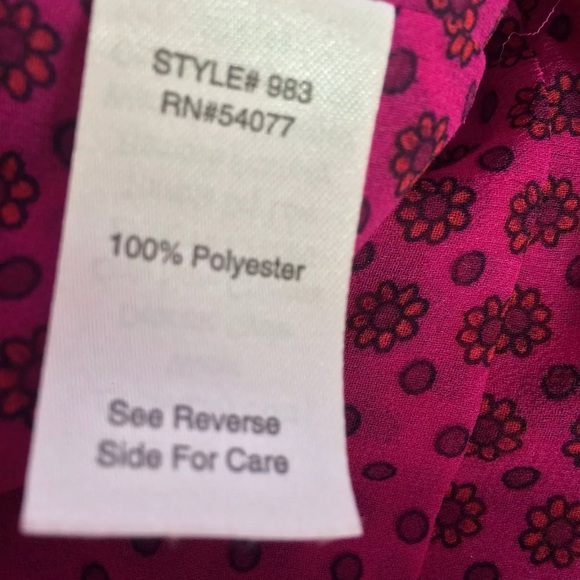 STYLE# 983
RN#54077
100% Polyester
See Reverse
Side For Care